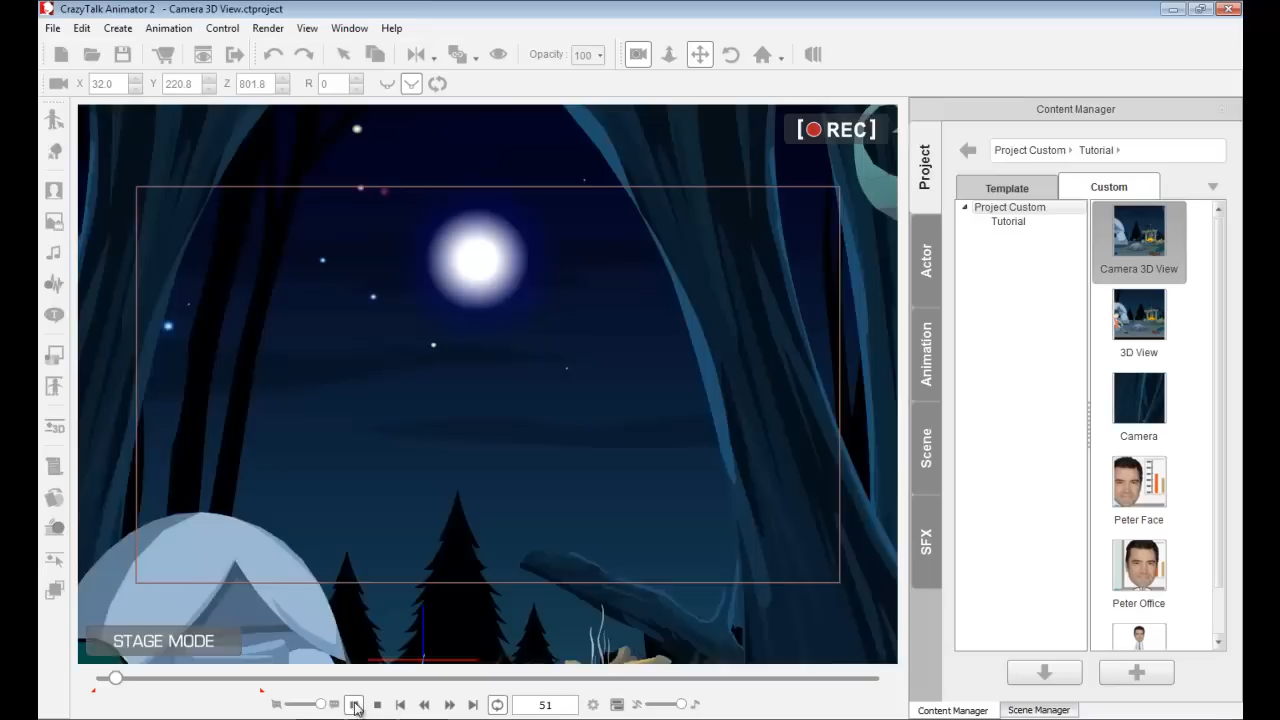 CrazyTalk Animator 2 - Camera 3D View.ctproject
File Edit Create Animation Control Render View Window Help
Opacity: 100
X 32.0 Y 220.8 Z 801.8 R 0
Content Manager
[ REC]
Project Custom Tutorial
Template Custom
Project Custom
Tutorial
Project
Actor
Animation
Scene
SFX
Camera 3D View
3D View
Camera
Peter Face
Peter Office
3D
T
STAGE MODE
51
Content Manager Scene Manager